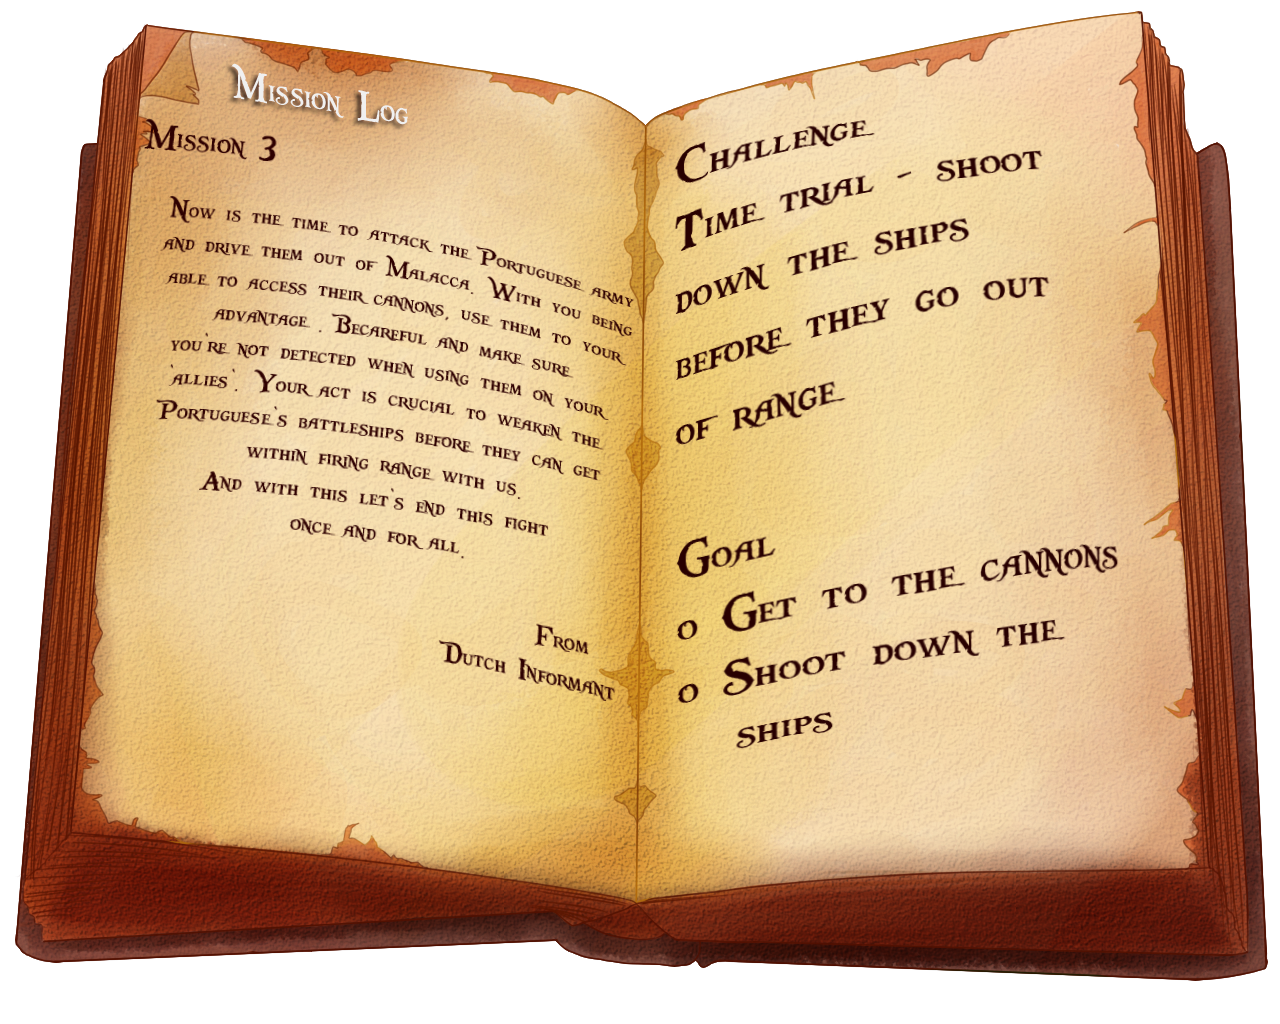 Mission Log
Mission 3
Now is the time to attack the Portuguese army
and drive them out of Malacca. With you being
able to access their cannons, use them to your
advantage . Becareful and make sure
you're not detected when using them on your
'allies'. Your act is crucial to weaken the
Portuguese's battleships before they can get
within firing range with us.
And with this let's end this fight
once and for all.
From
Dutch Informant
Challenge
Time trial - shoot
down the ships
before they go out
of range
Goal
o Get to the cannons
o Shoot down the
ships